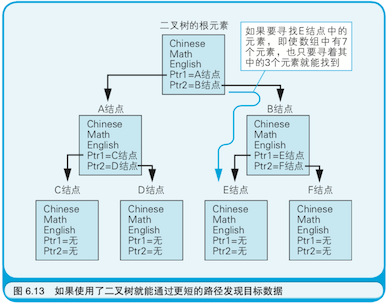 二叉树的根元素
Chinese
Math
English
Ptr1=A结点
Ptr2=B结点
如果要寻找E结点中的
元素，即使数组中有7
个元素，也只要寻着其
中的3个元素就能找到
A结点
Chinese
Math
English
Ptr1=C结点
Ptr2=D结点
B结点
Chinese
Math
English
Ptr1=E结点
Ptr2=F结点
C结点
Chinese
Math
English
Ptr1=无
Ptr2=无
D结点
Chinese
Math
English
Ptr1=无
Ptr2=无
E结点
Chinese
Math
English
Ptr1=无
Ptr2=无
F结点
Chinese
Math
English
Ptr1=无
Ptr2=无
图 6.13 如果使用了二叉树就能通过更短的路径发现目标数据